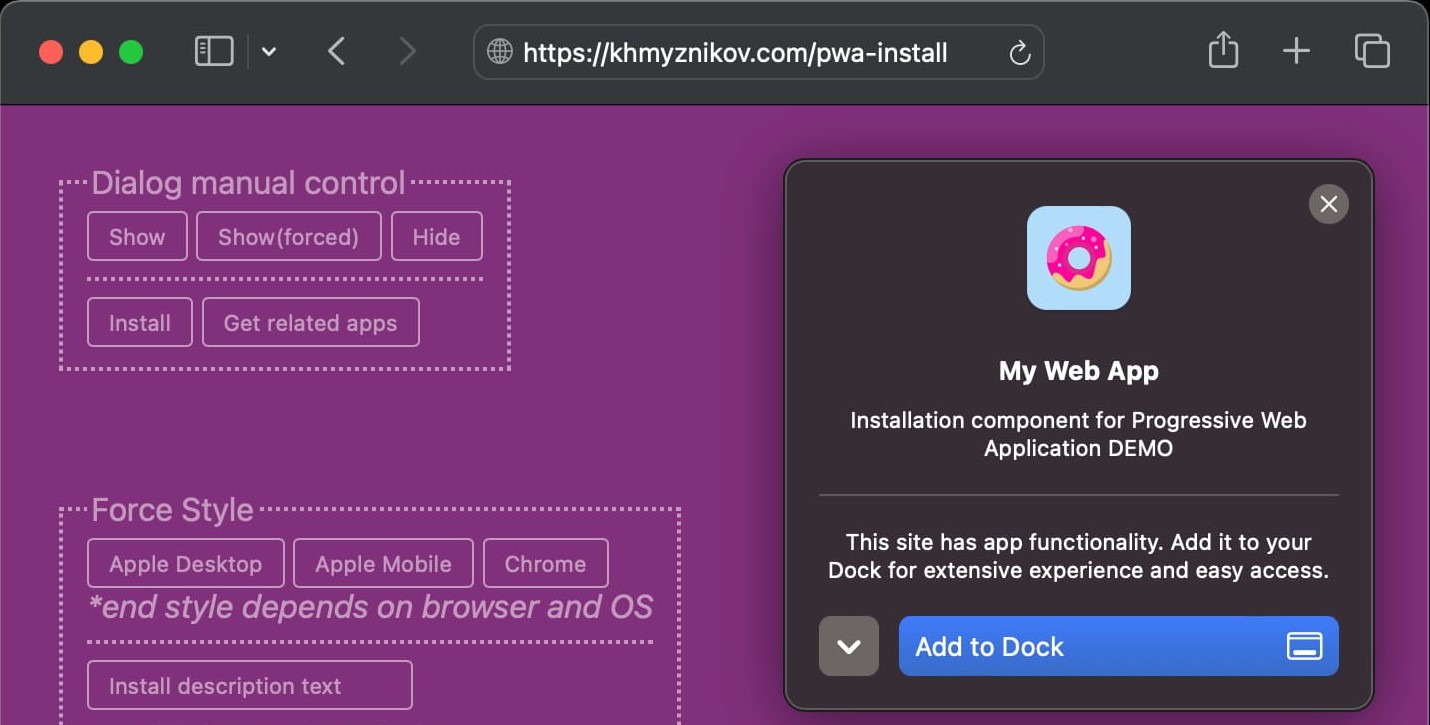 https://khmyznikov.com/pwa-install
Dialog manual control
Show Show(forced) Hide
Install Get related apps
Force Style
Apple Desktop Apple Mobile Chrome
*end style depends on browser and OS
Install description text
My Web App
Installation component for Progressive Web
Application DEMO
This site has app functionality. Add it to your
Dock for extensive experience and easy access.
Add to Dock